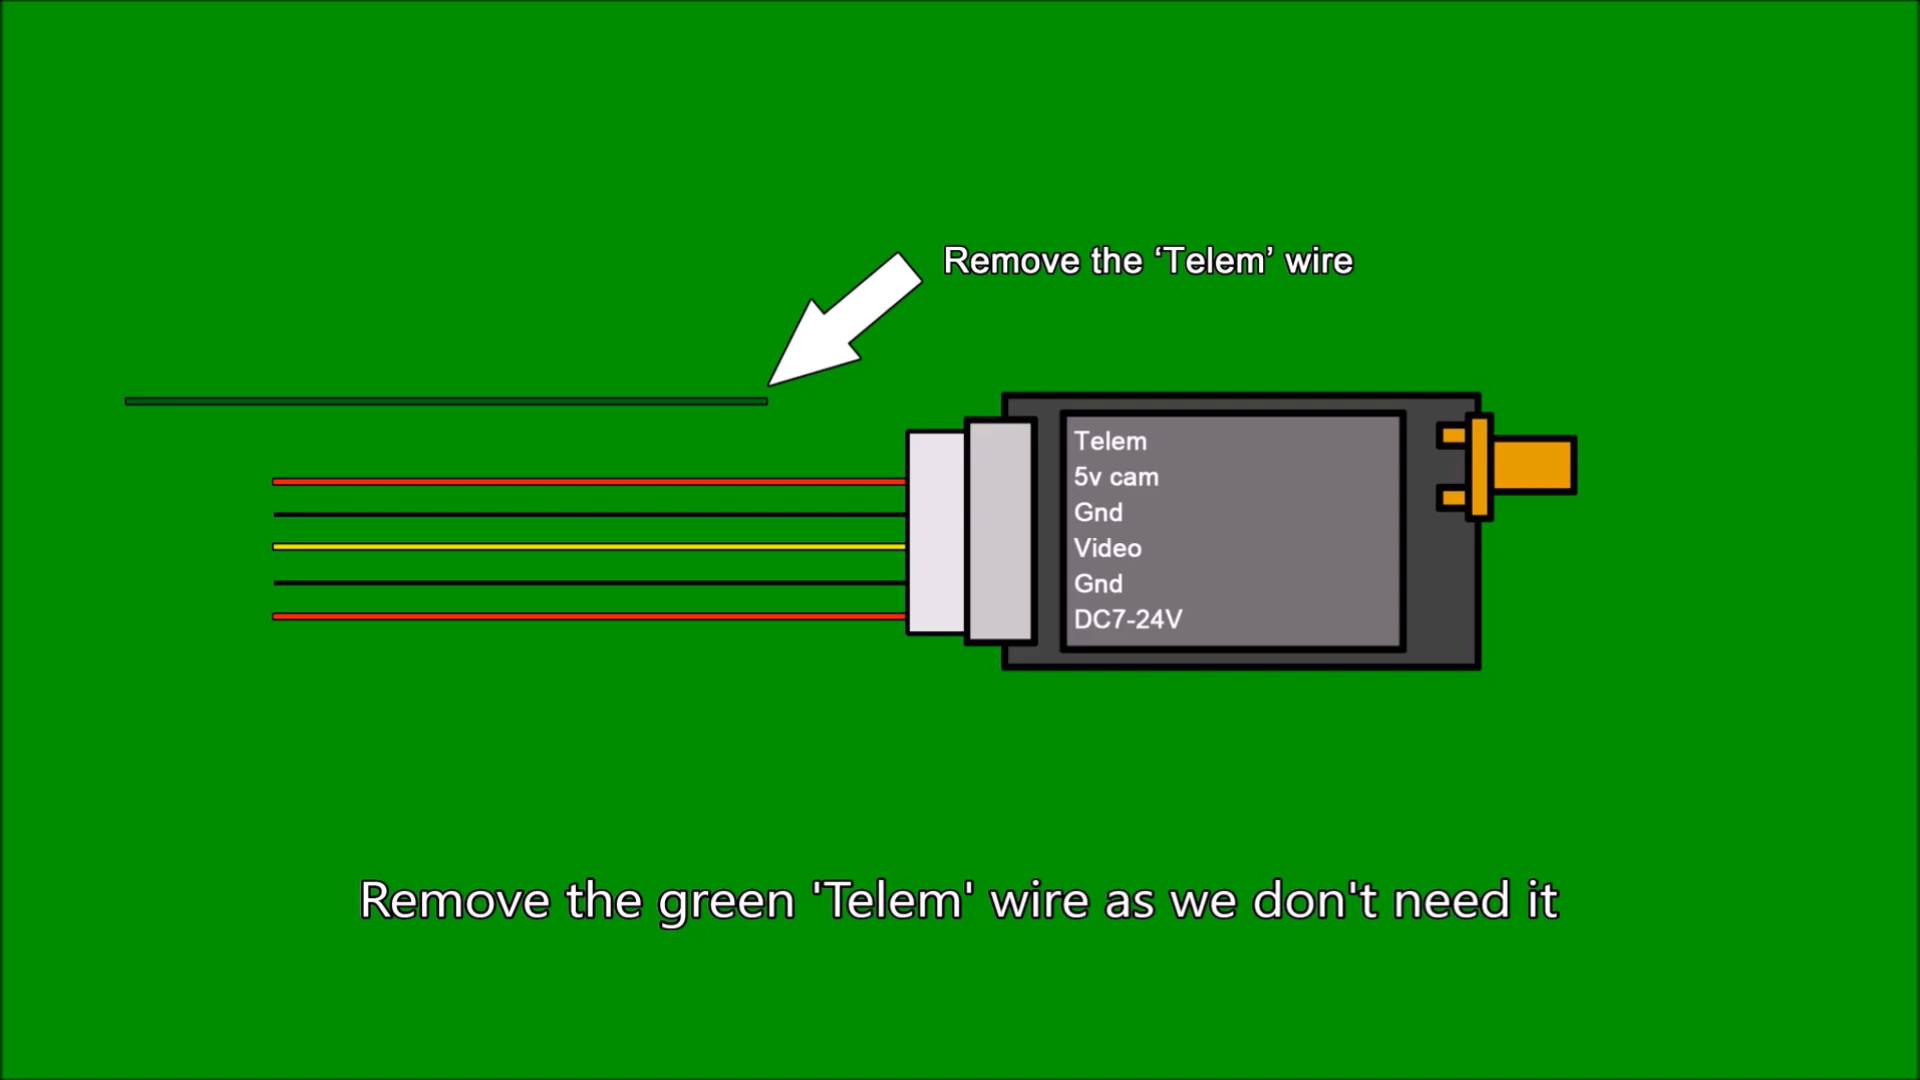 Remove the ‘Telem’ wire
Telem
5v cam
Gnd
Video
Gnd
DC7-24V
Remove the green 'Telem' wire as we don't need it